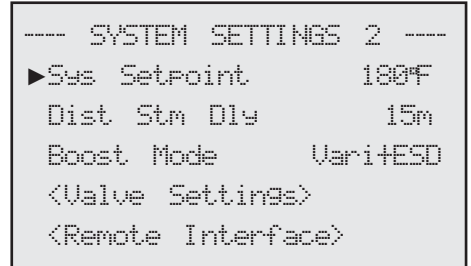 ---- SYSTEM SETTINGS 2 ----
►Sys Setpoint 180°F
Dist Stm Dly 15m
Boost Mode Vari+ESD
<Valve Settings>
<Remote Interface>